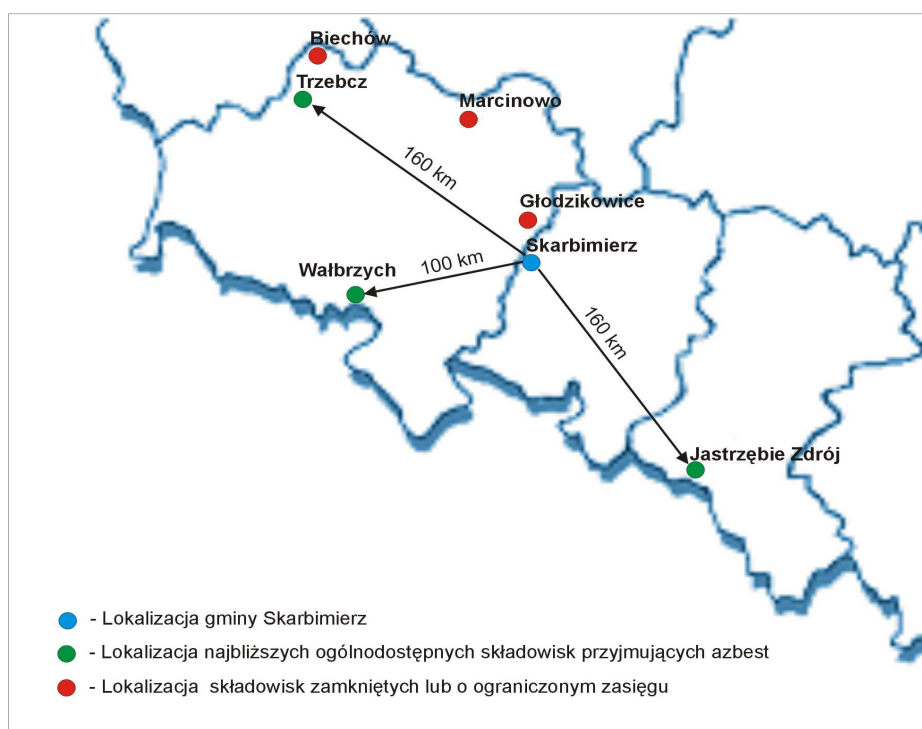 Biechów
Trzebcz
Marcinowo
160 km
Głodzikowice
Skarbimierz
Wałbrzych
100 km
160 km
Jastrzębie Zdrój
- Lokalizacja gminy Skarbimierz
- Lokalizacja najbliższych ogólnodostępnych składowisk przyjmujących azbest
- Lokalizacja składowisk zamkniętych lub o ograniczonym zasięgu